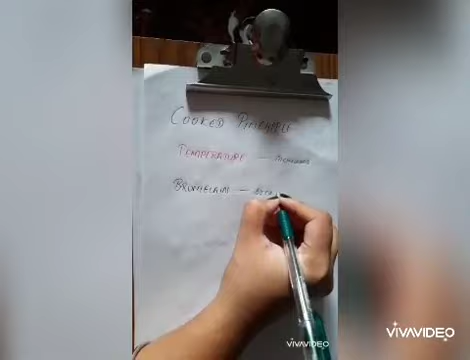 COOKED PINEAPPLE
TEMPERATURE —
BROMELAIN —
VIVAVIDEO
VIVAVIDEO